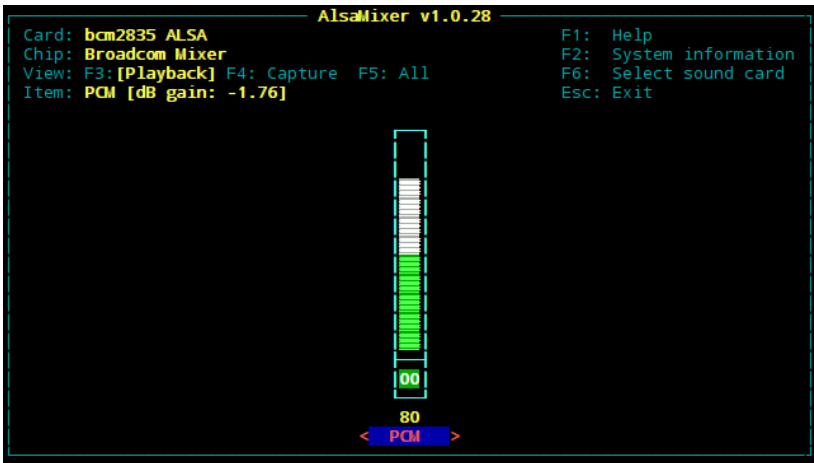 AlsaMixer v1.0.28
Card: bcm2835 ALSA F1: Help
Chip: Broadcom Mixer F2: System information
View: F3:[Playback] F4: Capture F5: All F6: Select sound card
Item: PCM [dB gain: -1.76] Esc: Exit
00
80
< PCM >